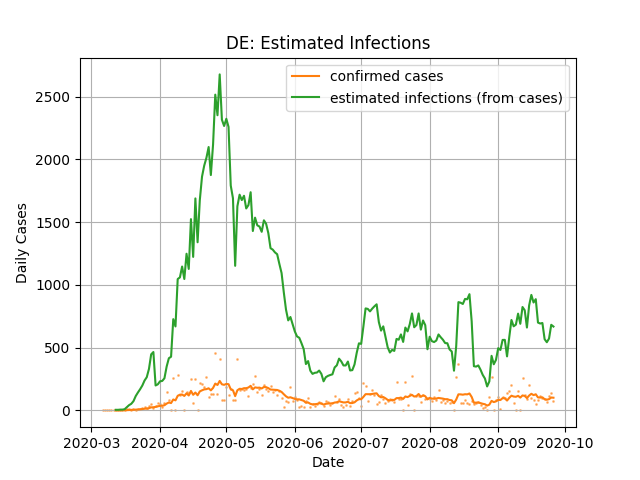 DE: Estimated Infections
confirmed cases
estimated infections (from cases)
Daily Cases
2500
2000
1500
1000
500
0
2020-03 2020-04 2020-05 2020-06 2020-07 2020-08 2020-09 2020-10
Date